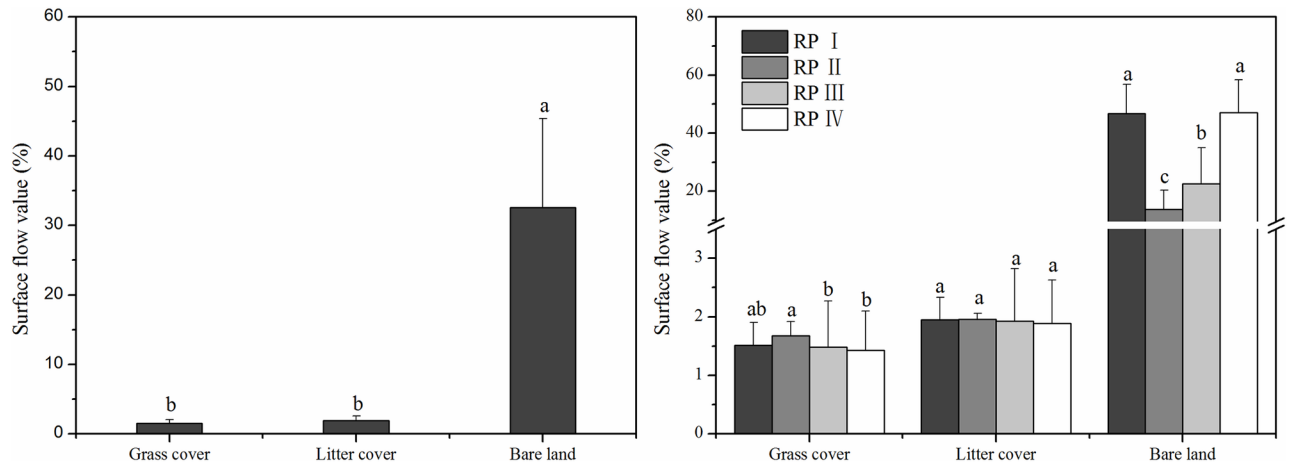 Surface flow value (%)
60
50
40
30
20
10
0
a
b
b
Grass cover
Litter cover
Bare land
Surface flow value (%)
80
60
40
20
3
2
1
0
RP Ⅰ
RP Ⅱ
RP Ⅲ
RP Ⅳ
ab
a
b
b
a
a
a
a
a
c
b
a
Grass cover
Litter cover
Bare land